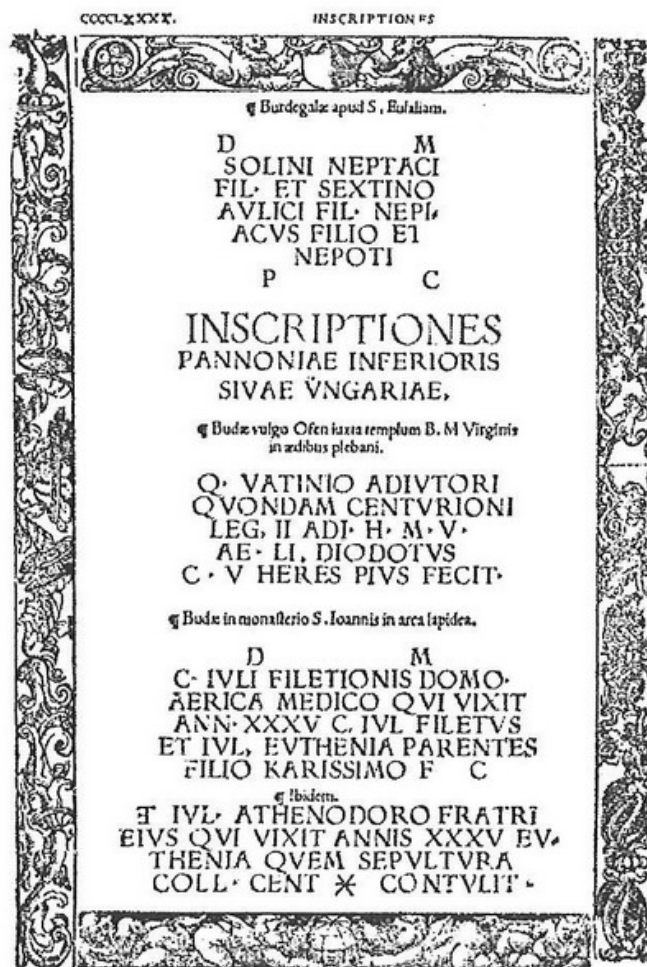 CCCCLXXXX. INSCRIPTIONES
¶ Burdegalæ apud S. Eulaliam.
D M
SOLINI NEPTACI
FIL· ET SEXTINO
AVLICI FIL· NEPI·
ACVS FILIO ET
NEPOTI
P C
INSCRIPTIONES
PANNONIAE INFERIORIS
SIVAE VNGARIAE,
¶ Budæ vulgo Ofen iuxta templum B. M Virginis
in ædibus plebani.
Q· VATINIO ADIVTORI
QVONDAM CENTVRIONI
LEG, II ADI· H· M· V·
AE· LI, DIODOTVS
C · V HERES PIVS FECIT·
¶ Budæ in monasterio S. Ioannis in arca lapidea.
D M
C· IVLI FILETIONIS DOMO·
AERICA MEDICO QVI VIXIT
ANN· XXXV C, IVL FILETVS
ET IVL, EVTHENIA PARENTES
FILIO KARISSIMO F C
¶ Ibidem.
ET IVL· ATHENODORO FRATRI
EIVS QVI VIXIT ANNIS XXXV EV·
THENIA QVEM SEPVLTVRA
COLL· CENT ⚹ CONTVLIT·